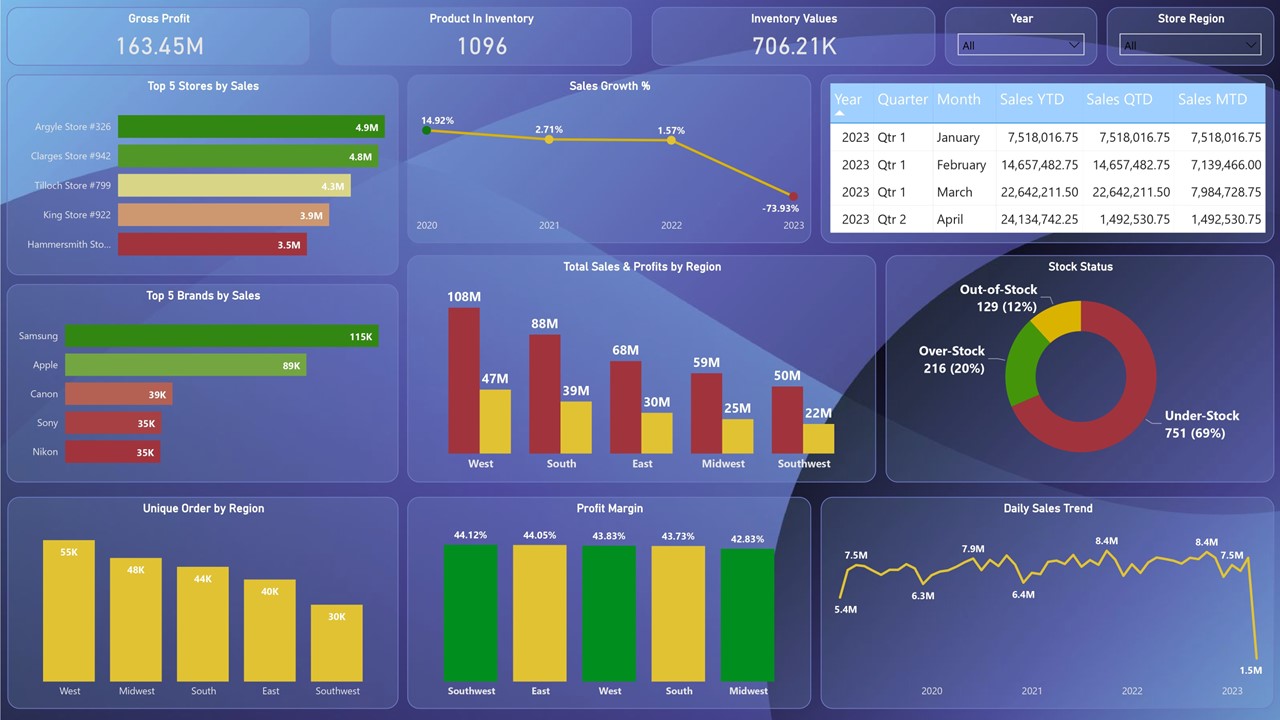 Gross Profit
163.45M
Product In Inventory
1096
Inventory Values
706.21K
Year
All
Store Region
All
Top 5 Stores by Sales
Argyle Store #326 4.9M
Clarges Store #942 4.8M
Tilloch Store #799 4.3M
King Store #922 3.9M
Hammersmith Sto... 3.5M
Sales Growth %
14.92%
2.71%
1.57%
-73.93%
2020 2021 2022 2023
Year Quarter Month Sales YTD Sales QTD Sales MTD
2023 Qtr 1 January 7,518,016.75 7,518,016.75 7,518,016.75
2023 Qtr 1 February 14,657,482.75 14,657,482.75 7,139,466.00
2023 Qtr 1 March 22,642,211.50 22,642,211.50 7,984,728.75
2023 Qtr 2 April 24,134,742.25 1,492,530.75 1,492,530.75
Top 5 Brands by Sales
Samsung 115K
Apple 89K
Canon 39K
Sony 35K
Nikon 35K
Total Sales & Profits by Region
108M
88M
68M
59M
50M
47M
39M
30M
25M
22M
West South East Midwest Southwest
Stock Status
Out-of-Stock
129 (12%)
Over-Stock
216 (20%)
Under-Stock
751 (69%)
Unique Order by Region
55K
48K
44K
40K
30K
West Midwest South East Southwest
Profit Margin
44.12% 44.05% 43.83% 43.73% 42.83%
Southwest East West South Midwest
Daily Sales Trend
7.5M
5.4M
6.3M
7.9M
6.4M
8.4M
8.4M
7.5M
1.5M
2020 2021 2022 2023